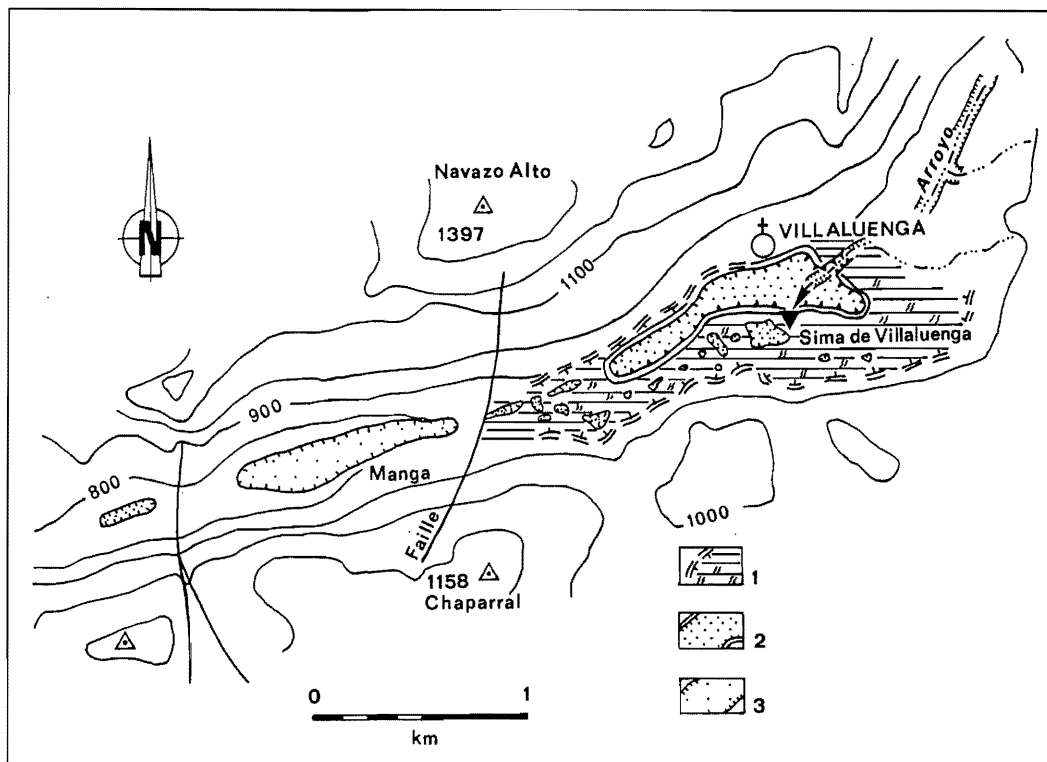 Navazo Alto
1397
N
1100
Arroyo
VILLALUENGA
Sima de Villaluenga
900
800
Manga
Faille
1158
Chaparral
1000
1
2
3
0 1
km